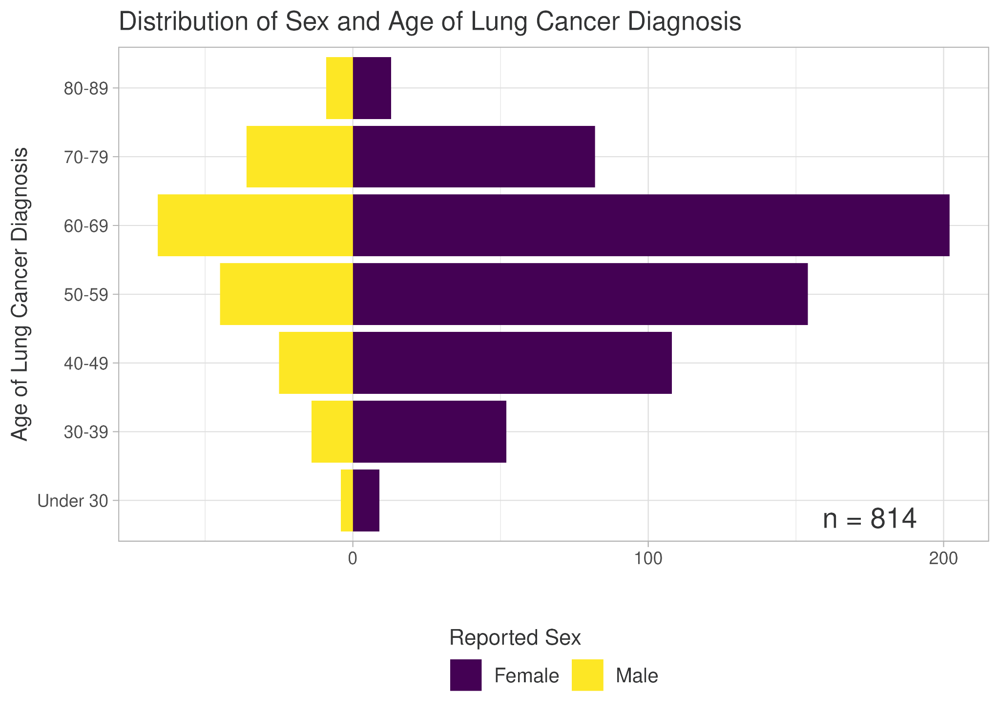 Distribution of Sex and Age of Lung Cancer Diagnosis
Age of Lung Cancer Diagnosis
80-89
70-79
60-69
50-59
40-49
30-39
Under 30
n = 814
0 100 200
Reported Sex
Female Male